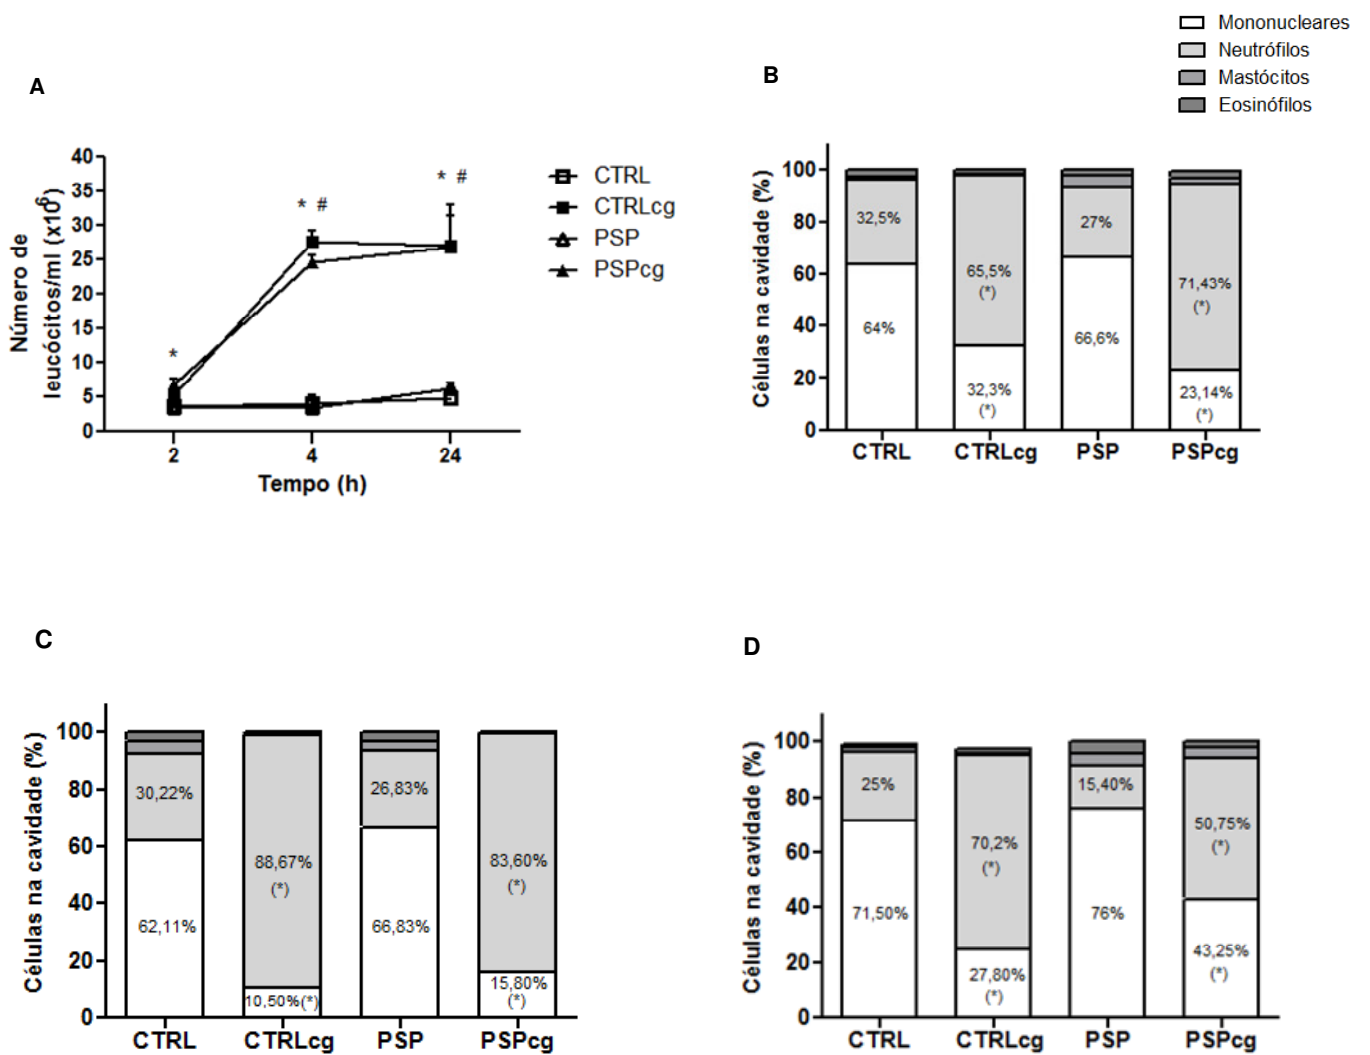 Mononucleares
Neutrófilos
Mastócitos
Eosinófilos
A
40
35
30
25
20
15
10
5
0
Número de
leucócitos/ml (x10⁶)
*
* #
* #
2 4 24
Tempo (h)
CTRL
CTRLcg
PSP
PSPcg
B
Células na cavidade (%)
100
80
60
40
20
0
32,5%
64%
65,5%
(*)
32,3%
(*)
27%
66,6%
71,43%
(*)
23,14%
(*)
CTRL CTRLcg PSP PSPcg
C
Células na cavidade (%)
100
80
60
40
20
0
30,22%
62,11%
88,67%
(*)
10,50%(*)
26,83%
66,83%
83,60%
(*)
15,80%
(*)
CTRL CTRLcg PSP PSPcg
D
Células na cavidade (%)
100
80
60
40
20
0
25%
71,50%
70,2%
(*)
27,80%
(*)
15,40%
76%
50,75%
(*)
43,25%
(*)
CTRL CTRLcg PSP PSPcg